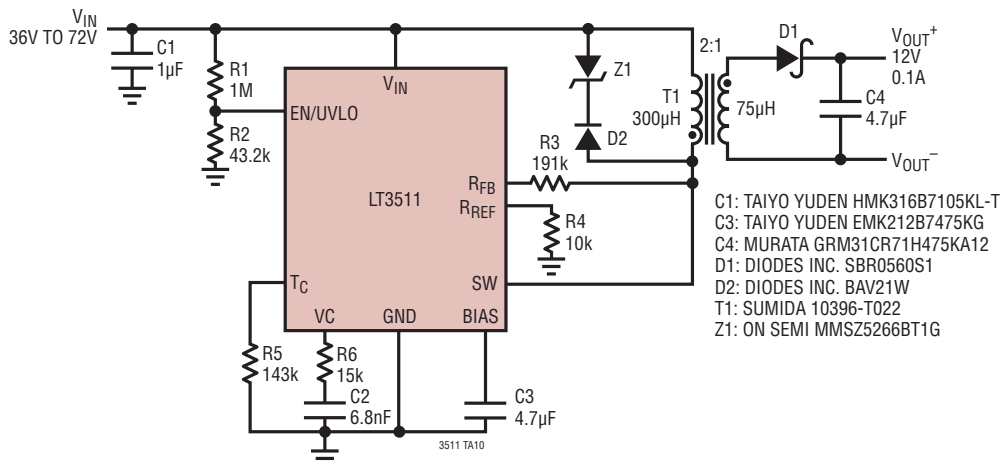 V_IN
36V TO 72V
C1
1µF
R1
1M
R2
43.2k
V_IN
EN/UVLO
LT3511
R_FB
R_REF
SW
T_C
VC
GND
BIAS
Z1
D2
R3
191k
R4
10k
T1
300µH
2:1
75µH
D1
C4
4.7µF
V_OUT+
12V
0.1A
V_OUT–
R5
143k
R6
15k
C2
6.8nF
C3
4.7µF
3511 TA10
C1: TAIYO YUDEN HMK316B7105KL-T
C3: TAIYO YUDEN EMK212B7475KG
C4: MURATA GRM31CR71H475KA12
D1: DIODES INC. SBR0560S1
D2: DIODES INC. BAV21W
T1: SUMIDA 10396-T022
Z1: ON SEMI MMSZ5266BT1G